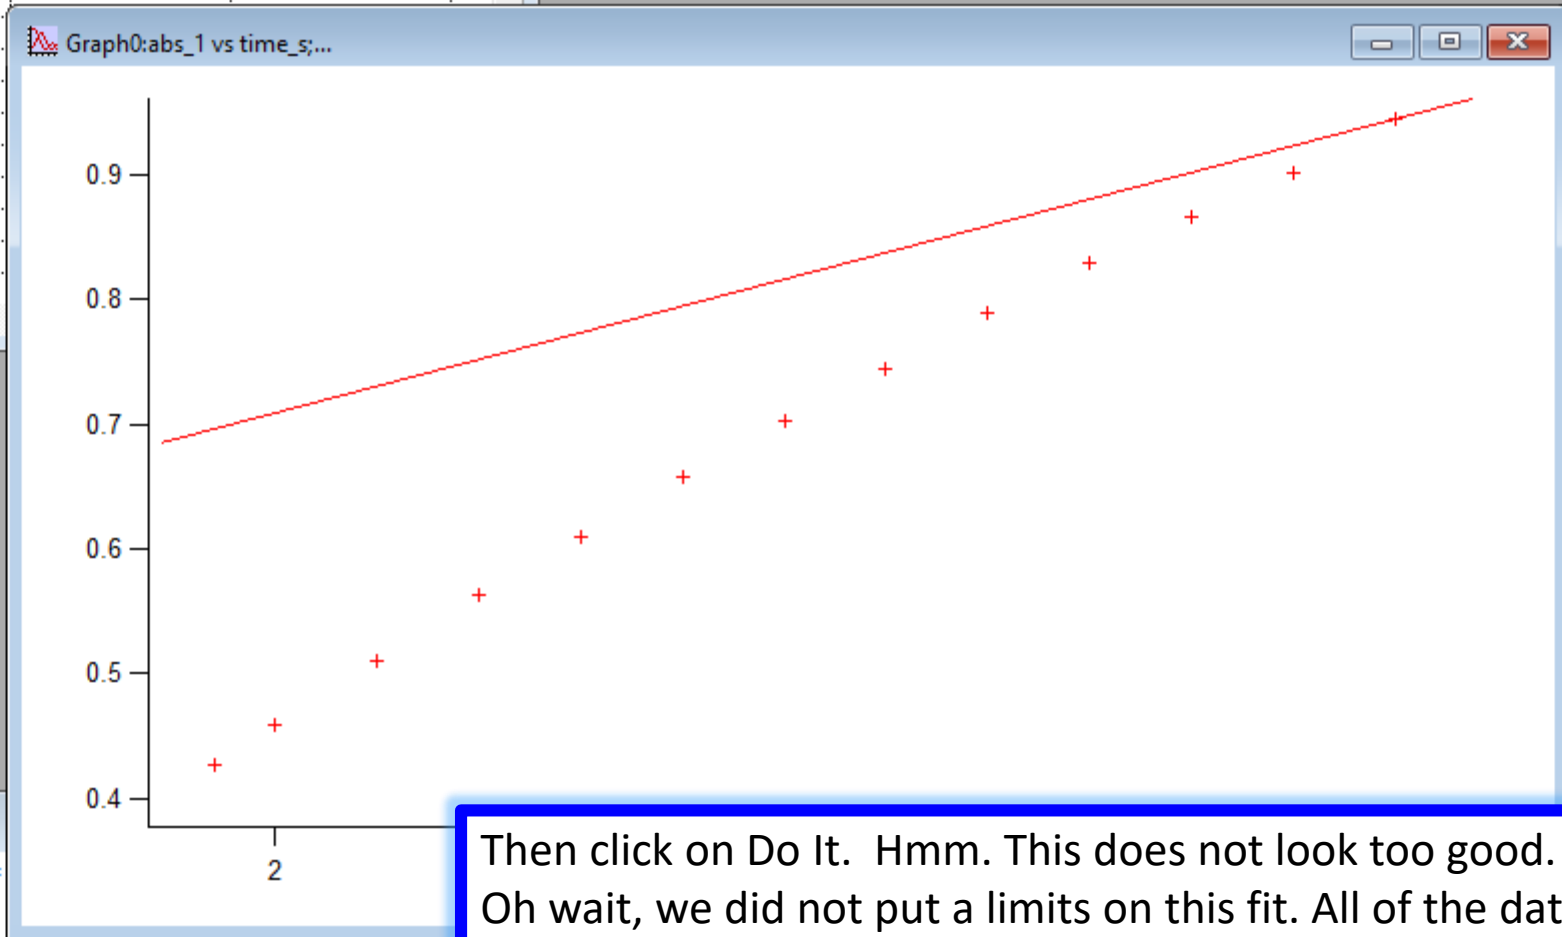 Graph0:abs_1 vs time_s;...
0.9
0.8
0.7
0.6
0.5
0.4
2
Then click on Do It. Hmm. This does not look too good.
Oh wait, we did not put a limits on this fit. All of the dat